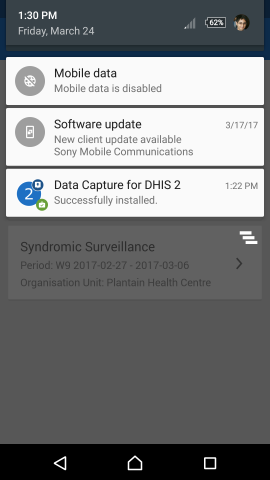 1:30 PM
Friday, March 24
62%
Mobile data
Mobile data is disabled
Software update 3/17/17
New client update available
Sony Mobile Communications
Data Capture for DHIS 2 1:22 PM
Successfully installed.
2
Syndromic Surveillance
Period: W9 2017-02-27 - 2017-03-06
Organisation Unit: Plantain Health Centre